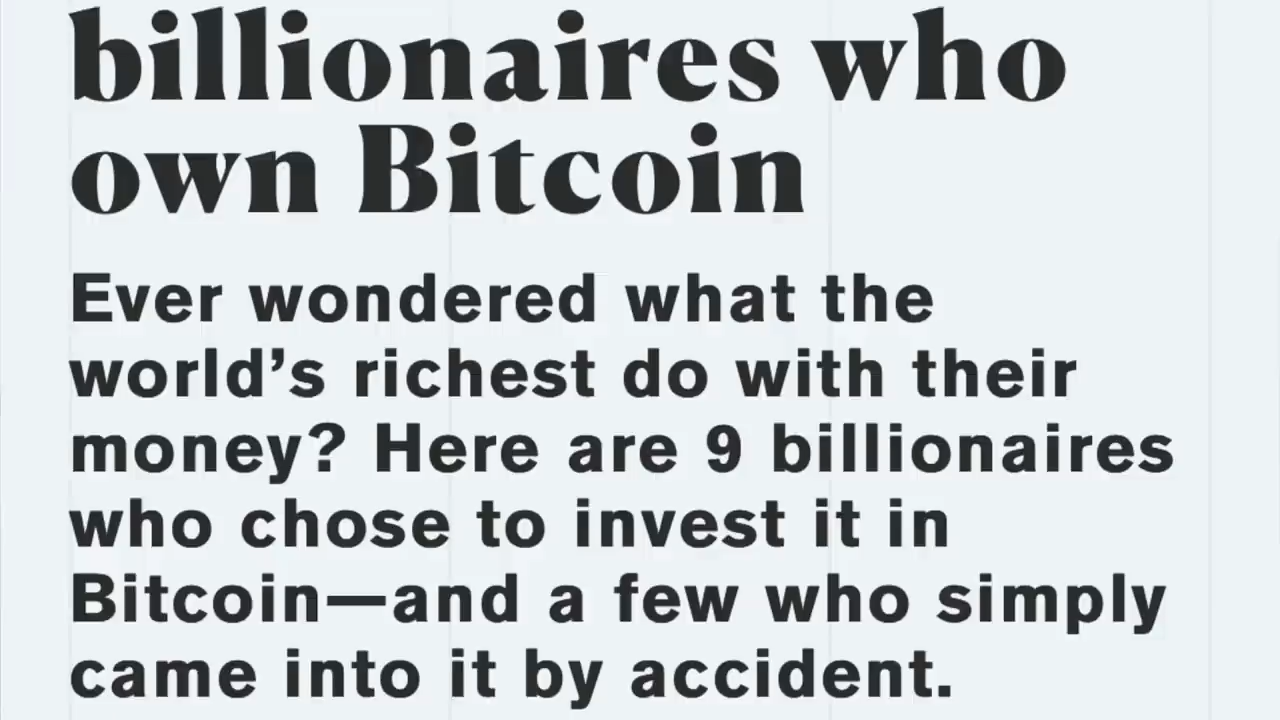 billionaires who
own Bitcoin
Ever wondered what the
world’s richest do with their
money? Here are 9 billionaires
who chose to invest it in
Bitcoin—and a few who simply
came into it by accident.